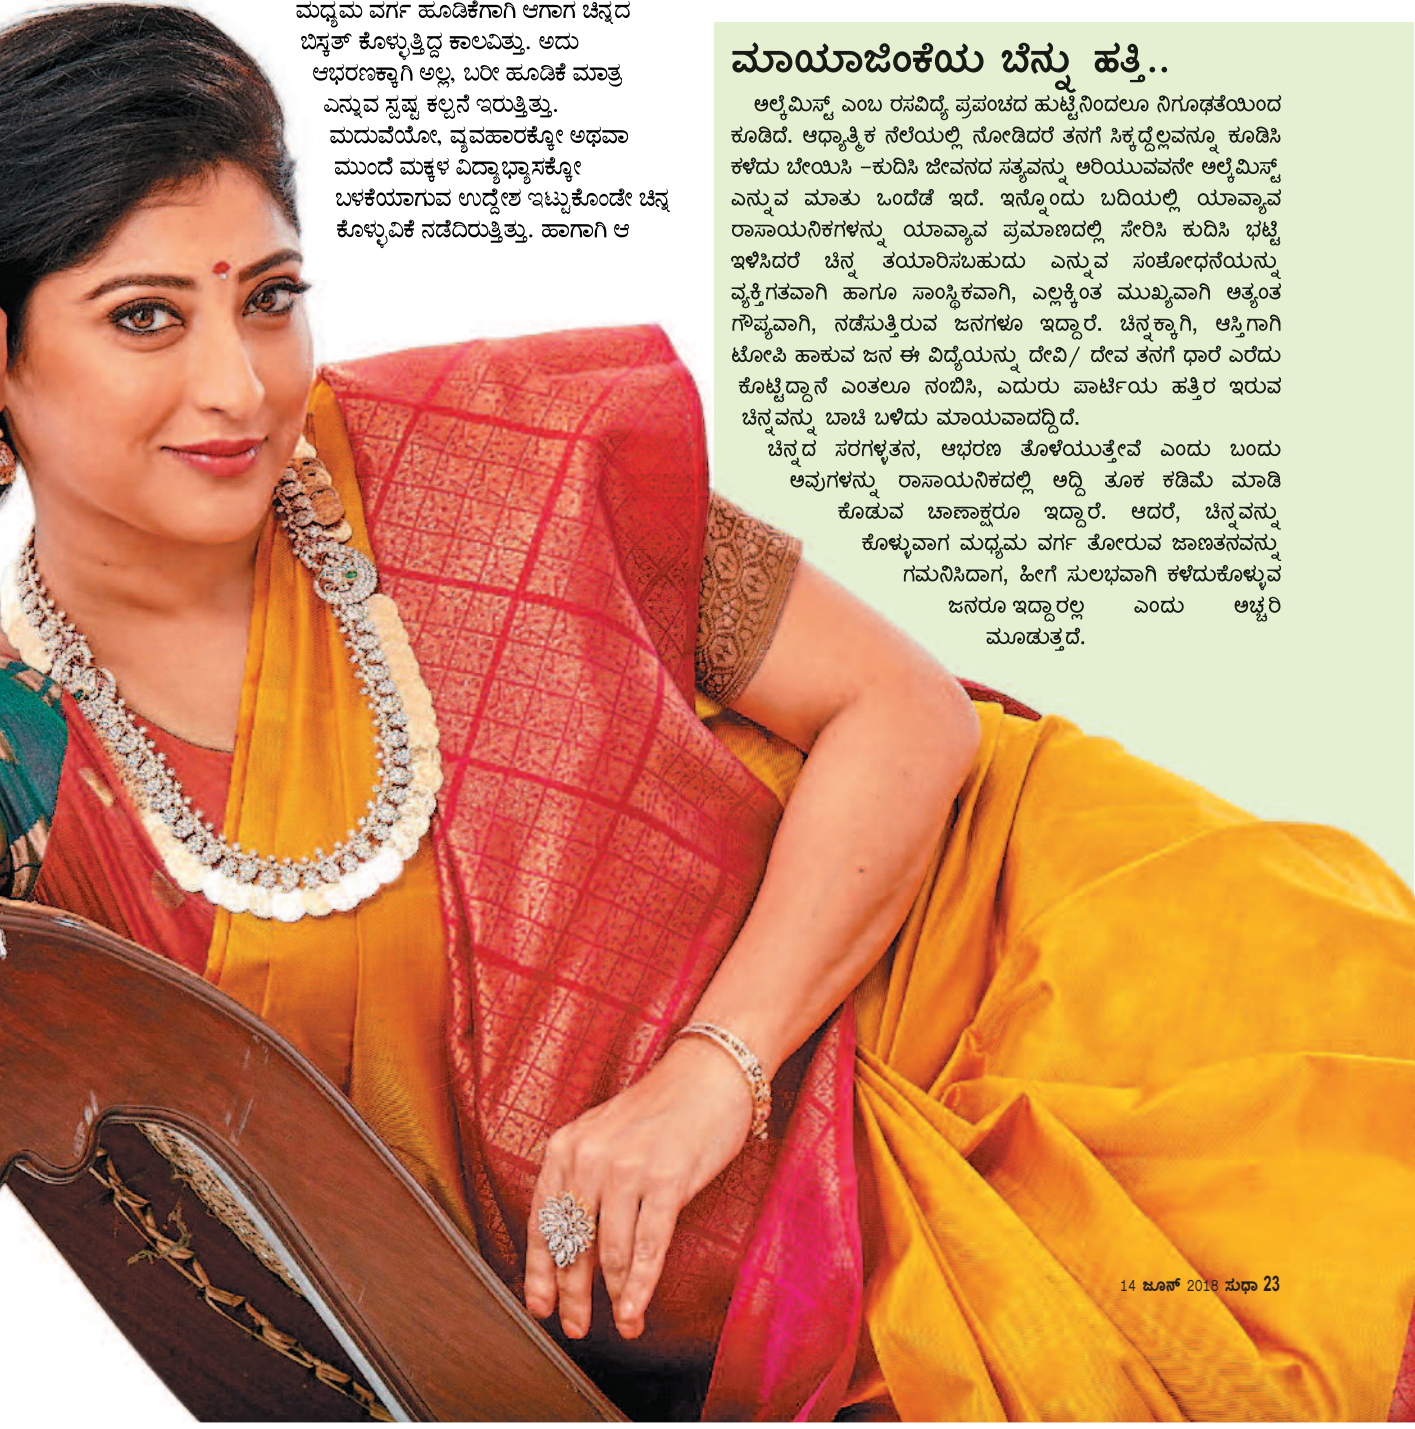 ಮಧ್ಯಮ ವರ್ಗ ಹೂಡಿಕೆಗಾಗಿ ಆಗಾಗ ಚಿನ್ನದ
ಬಿಸ್ಕತ್ ಕೊಳ್ಳುತ್ತಿದ್ದ ಕಾಲವಿತ್ತು. ಅದು
ಆಭರಣಕ್ಕಾಗಿ ಅಲ್ಲ, ಬರೀ ಹೂಡಿಕೆ ಮಾತ್ರ
ಎನ್ನುವ ಸ್ಪಷ್ಟ ಕಲ್ಪನೆ ಇರುತ್ತಿತ್ತು.
ಮದುವೆಯೋ, ವ್ಯವಹಾರಕ್ಕೋ ಅಥವಾ
ಮುಂದೆ ಮಕ್ಕಳ ವಿದ್ಯಾಭ್ಯಾಸಕ್ಕೋ
ಬಳಕೆಯಾಗುವ ಉದ್ದೇಶ ಇಟ್ಟುಕೊಂಡೇ ಚಿನ್ನ
ಕೊಳ್ಳುವಿಕೆ ನಡೆದಿರುತ್ತಿತ್ತು. ಹಾಗಾಗಿ ಆ
ಮಾಯಾಜಿಂಕೆಯ ಬೆನ್ನು ಹತ್ತಿ..
ಅಲ್ಕೆಮಿಸ್ಟ್ ಎಂಬ ರಸವಿದ್ಯೆ ಪ್ರಪಂಚದ ಹುಟ್ಟಿನಿಂದಲೂ ನಿಗೂಢತೆಯಿಂದ
ಕೂಡಿದೆ. ಆಧ್ಯಾತ್ಮಿಕ ನೆಲೆಯಲ್ಲಿ ನೋಡಿದರೆ ತನಗೆ ಸಿಕ್ಕದ್ದೆಲ್ಲವನ್ನೂ ಕೂಡಿಸಿ
ಕಳೆದು ಬೇಯಿಸಿ –ಕುದಿಸಿ ಜೀವನದ ಸತ್ಯವನ್ನು ಅರಿಯುವವನೇ ಅಲ್ಕೆಮಿಸ್ಟ್
ಎನ್ನುವ ಮಾತು ಒಂದೆಡೆ ಇದೆ. ಇನ್ನೊಂದು ಬದಿಯಲ್ಲಿ ಯಾವ್ಯಾವ
ರಾಸಾಯನಿಕಗಳನ್ನು ಯಾವ್ಯಾವ ಪ್ರಮಾಣದಲ್ಲಿ ಸೇರಿಸಿ ಕುದಿಸಿ ಭಟ್ಟಿ
ಇಳಿಸಿದರೆ ಚಿನ್ನ ತಯಾರಿಸಬಹುದು ಎನ್ನುವ ಸಂಶೋಧನೆಯನ್ನು
ವ್ಯಕ್ತಿಗತವಾಗಿ ಹಾಗೂ ಸಾಂಸ್ಥಿಕವಾಗಿ, ಎಲ್ಲಕ್ಕಿಂತ ಮುಖ್ಯವಾಗಿ ಅತ್ಯಂತ
ಗೌಪ್ಯವಾಗಿ, ನಡೆಸುತ್ತಿರುವ ಜನಗಳೂ ಇದ್ದಾರೆ. ಚಿನ್ನಕ್ಕಾಗಿ, ಆಸ್ತಿಗಾಗಿ
ಟೋಪಿ ಹಾಕುವ ಜನ ಈ ವಿದ್ಯೆಯನ್ನು ದೇವಿ/ ದೇವ ತನಗೆ ಧಾರೆ ಎರೆದು
ಕೊಟ್ಟಿದ್ದಾನೆ ಎಂತಲೂ ನಂಬಿಸಿ, ಎದುರು ಪಾರ್ಟಿಯ ಹತ್ತಿರ ಇರುವ
ಚಿನ್ನವನ್ನು ಬಾಚಿ ಬಳಿದು ಮಾಯವಾದದ್ದಿದೆ.
ಚಿನ್ನದ ಸರಗಳ್ಳತನ, ಆಭರಣ ತೊಳೆಯುತ್ತೇವೆ ಎಂದು ಬಂದು
ಅವುಗಳನ್ನು ರಾಸಾಯನಿಕದಲ್ಲಿ ಅದ್ದಿ ತೂಕ ಕಡಿಮೆ ಮಾಡಿ
ಕೊಡುವ ಚಾಣಾಕ್ಷರೂ ಇದ್ದಾರೆ. ಆದರೆ, ಚಿನ್ನವನ್ನು
ಕೊಳ್ಳುವಾಗ ಮಧ್ಯಮ ವರ್ಗ ತೋರುವ ಜಾಣತನವನ್ನು
ಗಮನಿಸಿದಾಗ, ಹೀಗೆ ಸುಲಭವಾಗಿ ಕಳೆದುಕೊಳ್ಳುವ
ಜನರೂ ಇದ್ದಾರಲ್ಲ ಎಂದು ಅಚ್ಚರಿ
ಮೂಡುತ್ತದೆ.
14 ಜೂನ್ 2018 ಸುಧಾ 23